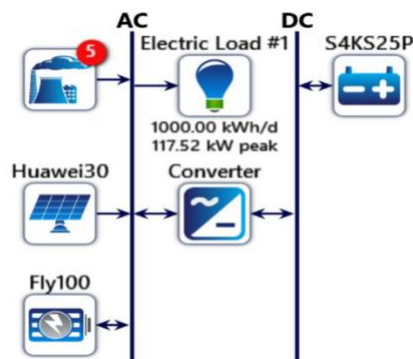 AC
DC
5
Electric Load #1
S4KS25P
1000.00 kWh/d
117.52 kW peak
Huawei30
Converter
Fly100